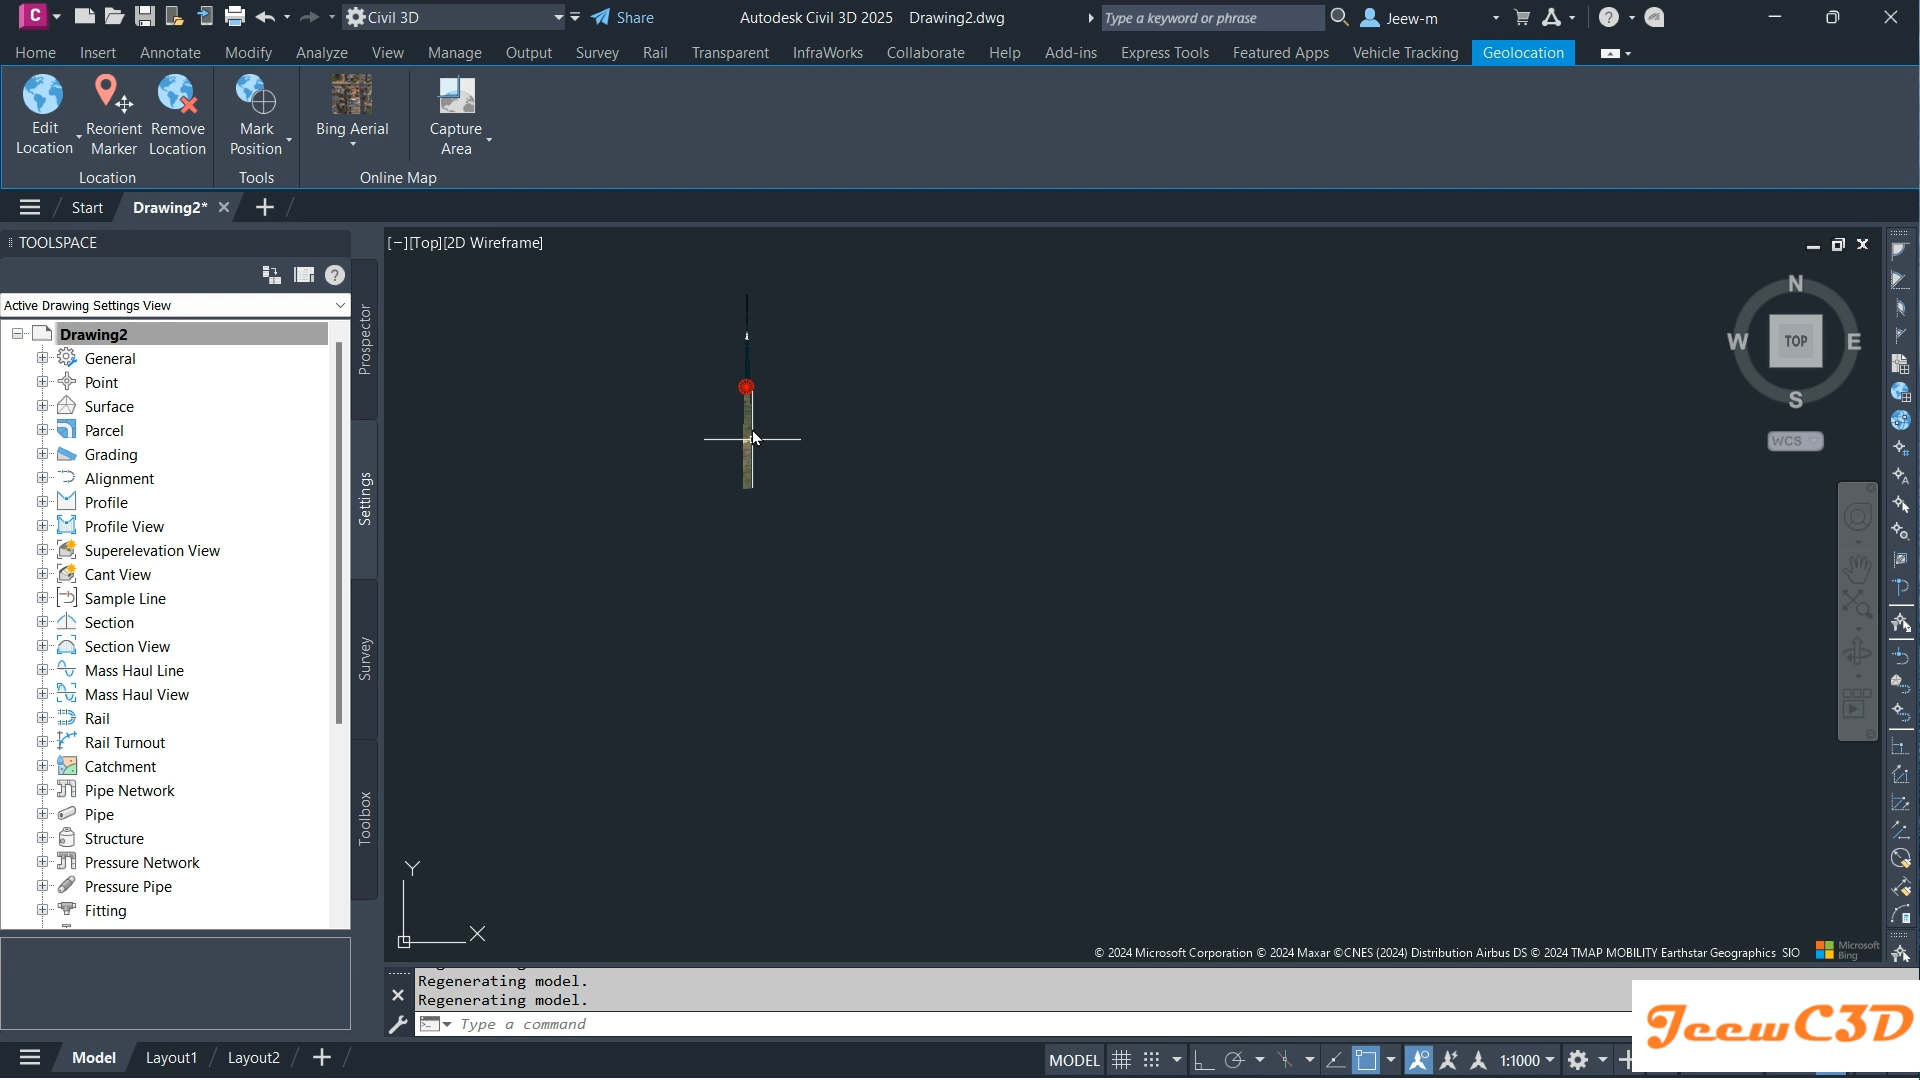 C
Civil 3D
Share
Autodesk Civil 3D 2025 Drawing2.dwg
Type a keyword or phrase
Jeew-m
Home Insert Annotate Modify Analyze View Manage Output Survey Rail Transparent InfraWorks Collaborate Help Add-ins Express Tools Featured Apps Vehicle Tracking Geolocation
Edit Location
Reorient Marker
Remove Location
Mark Position
Bing Aerial
Capture Area
Location
Tools
Online Map
Start
Drawing2*
TOOLSPACE
Active Drawing Settings View
Drawing2
General
Point
Surface
Parcel
Grading
Alignment
Profile
Profile View
Superelevation View
Cant View
Sample Line
Section
Section View
Mass Haul Line
Mass Haul View
Rail
Rail Turnout
Catchment
Pipe Network
Pipe
Structure
Pressure Network
Pressure Pipe
Fitting
Prospector
Settings
Survey
Toolbox
[−][Top][2D Wireframe]
N
W
TOP
E
S
WCS
Y
X
© 2024 Microsoft Corporation © 2024 Maxar ©CNES (2024) Distribution Airbus DS © 2024 TMAP MOBILITY Earthstar Geographics SIO
Microsoft
Bing
Regenerating model.
Regenerating model.
Type a command
JeewC3D
Model
Layout1
Layout2
MODEL
1:1000